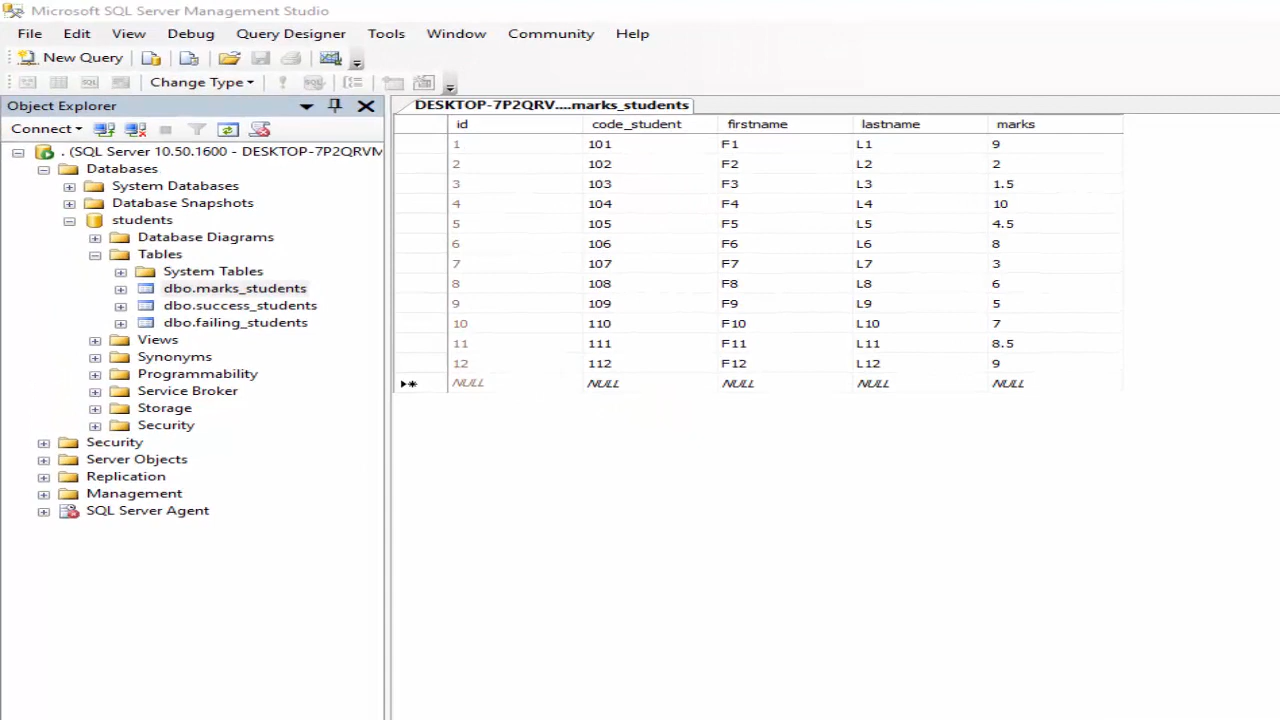 Microsoft SQL Server Management Studio
File Edit View Debug Query Designer Tools Window Community Help
New Query
Change Type
Object Explorer
Connect
. (SQL Server 10.50.1600 - DESKTOP-7P2QRVM
Databases
System Databases
Database Snapshots
students
Database Diagrams
Tables
System Tables
dbo.marks_students
dbo.success_students
dbo.failing_students
Views
Synonyms
Programmability
Service Broker
Storage
Security
Security
Server Objects
Replication
Management
SQL Server Agent
DESKTOP-7P2QRV....marks_students
id code_student firstname lastname marks
1 101 F1 L1 9
2 102 F2 L2 2
3 103 F3 L3 1.5
4 104 F4 L4 10
5 105 F5 L5 4.5
6 106 F6 L6 8
7 107 F7 L7 3
8 108 F8 L8 6
9 109 F9 L9 5
10 110 F10 L10 7
11 111 F11 L11 8.5
12 112 F12 L12 9
NULL NULL NULL NULL NULL